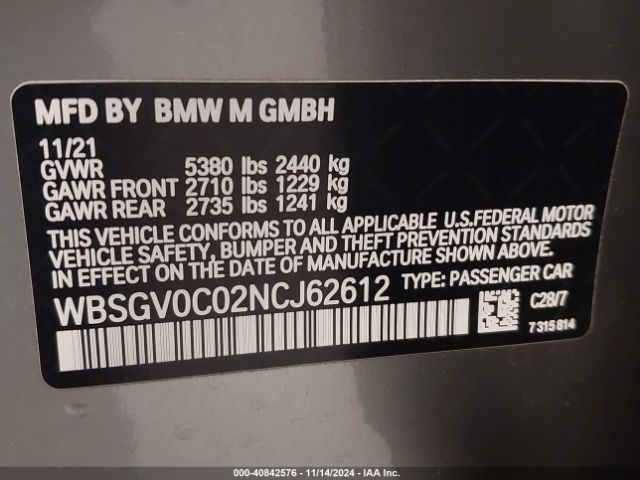 MFD BY BMW M GMBH
11/21
GVWR 5380 lbs 2440 kg
GAWR FRONT 2710 lbs 1229 kg
GAWR REAR 2735 lbs 1241 kg
THIS VEHICLE CONFORMS TO ALL APPLICABLE U.S.FEDERAL MOTOR
VEHICLE SAFETY, BUMPER AND THEFT PREVENTION STANDARDS
IN EFFECT ON THE DATE OF MANUFACTURE SHOWN ABOVE.
WBSGV0C02NCJ62612 TYPE: PASSENGER CAR
C28/7
7315814
000-40842576 - 11/14/2024 - IAA Inc.